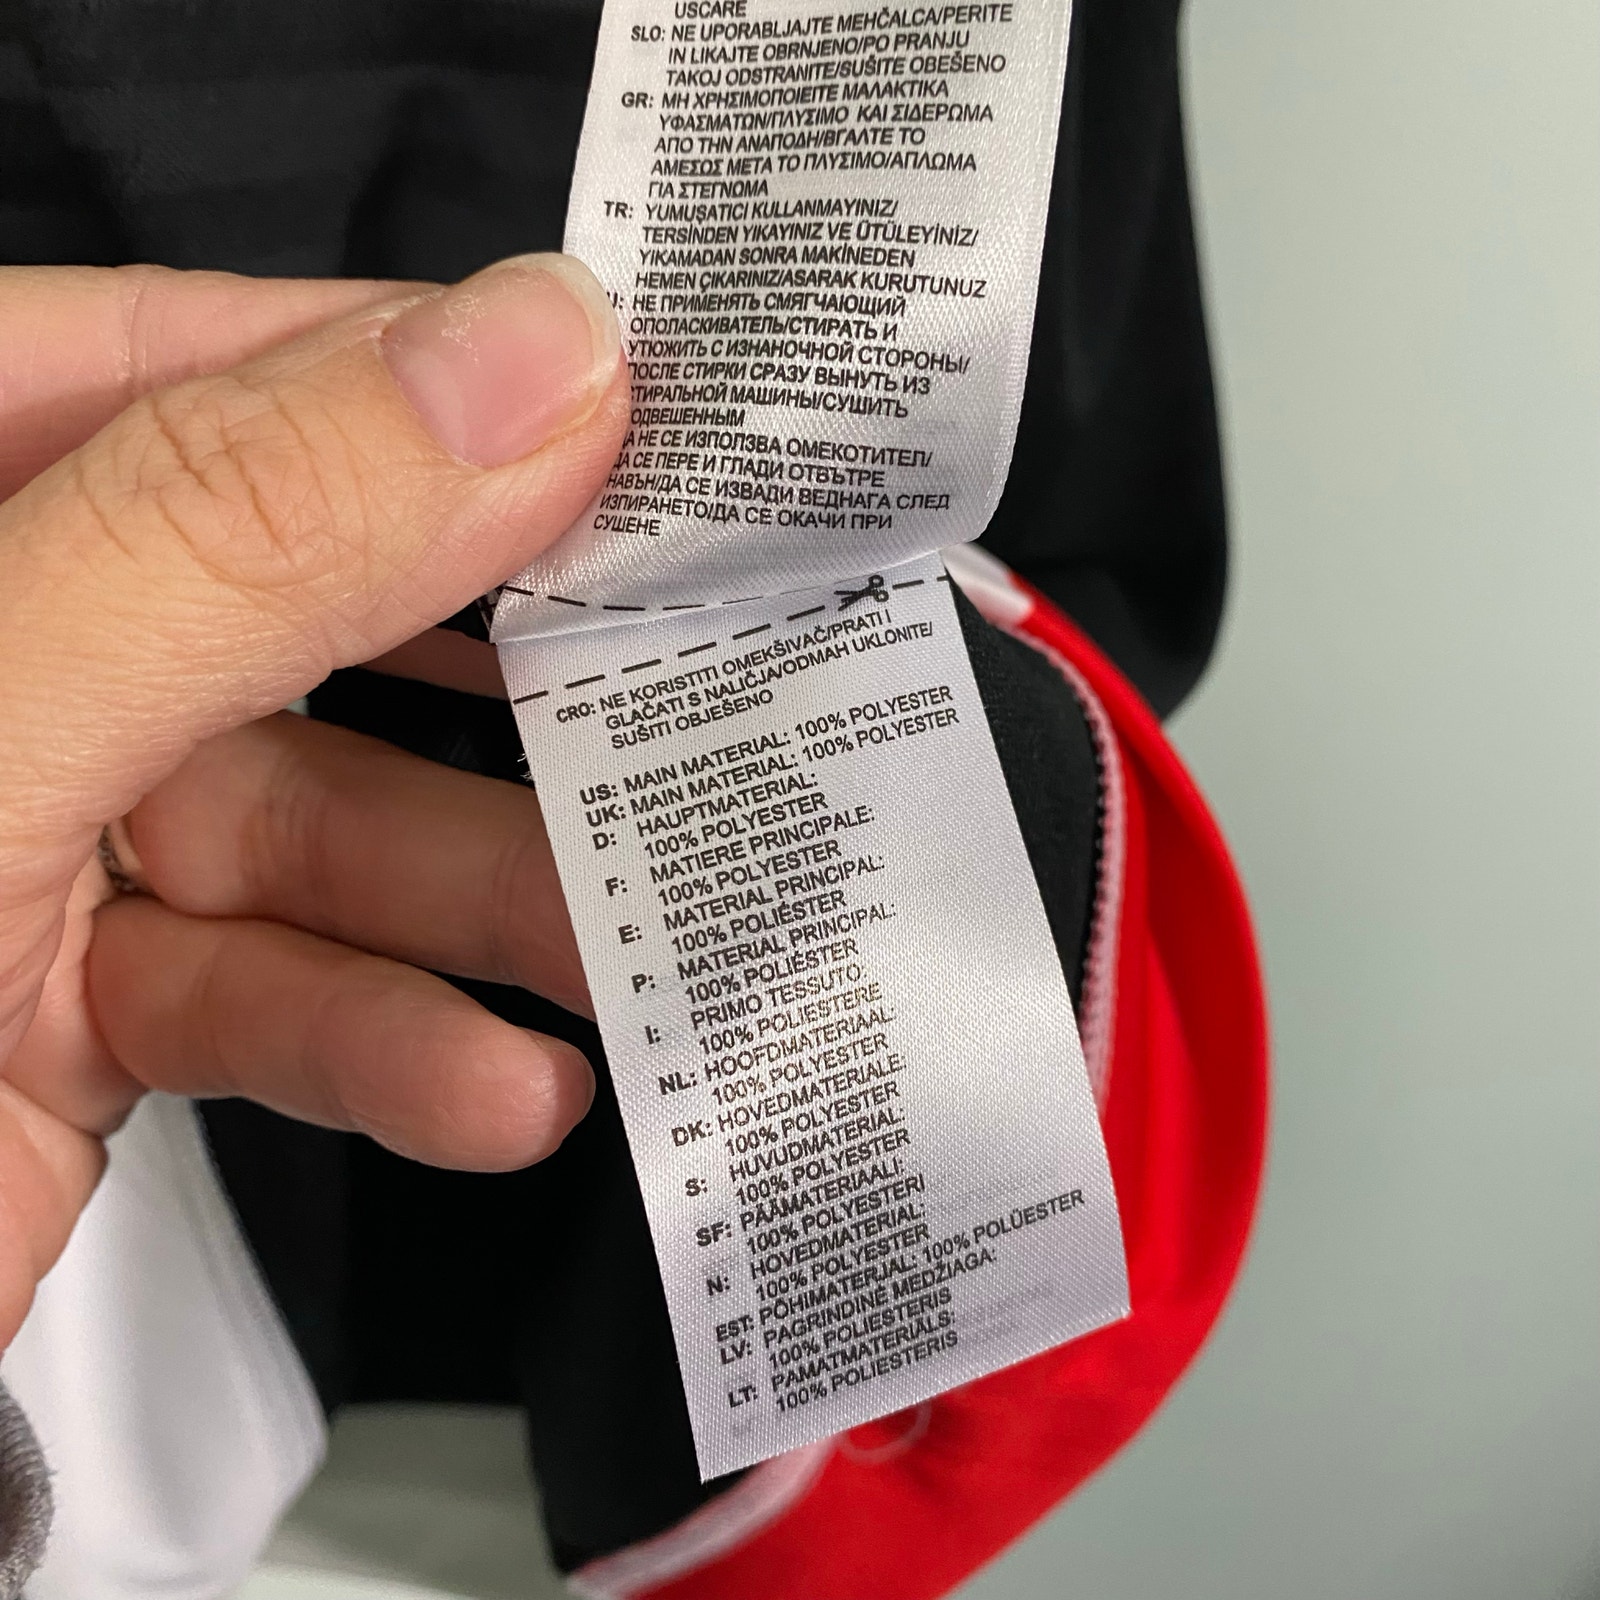 USCARE
SLO: NE UPORABLJAJTE MEHČALCA/PERITE
IN LIKAJTE OBRNJENO/PO PRANJU
TAKOJ ODSTRANITE/SUŠITE OBEŠENO
GR: ΜΗ ΧΡΗΣΙΜΟΠΟΙΕΙΤΕ ΜΑΛΑΚΤΙΚΑ
ΥΦΑΣΜΑΤΩΝ/ΠΛΥΣΙΜΟ ΚΑΙ ΣΙΔΕΡΩΜΑ
ΑΠΟ ΤΗΝ ΑΝΑΠΟΔΗ/ΒΓΑΛΤΕ ΤΟ
ΑΜΕΣΩΣ ΜΕΤΑ ΤΟ ΠΛΥΣΙΜΟ/ΑΠΛΩΜΑ
ΓΙΑ ΣΤΕΓΝΩΜΑ
TR: YUMUŞATICI KULLANMAYINIZ/
TERSİNDEN YIKAYINIZ VE ÜTÜLEYİNİZ/
YIKAMADAN SONRA MAKİNEDEN
HEMEN ÇIKARINIZ/ASARAK KURUTUNUZ
НЕ ПРИМЕНЯТЬ СМЯГЧАЮЩИЙ
ОПОЛАСКИВАТЕЛЬ/СТИРАТЬ И
УТЮЖИТЬ С ИЗНАНОЧНОЙ СТОРОНЫ/
ПОСЛЕ СТИРКИ СРАЗУ ВЫНУТЬ ИЗ
СТИРАЛЬНОЙ МАШИНЫ/СУШИТЬ
ОДВЕШЕННЫМ
ДА НЕ СЕ ИЗПОЛЗВА ОМЕКОТИТЕЛ/
ДА СЕ ПЕРЕ И ГЛАДИ ОТВЪТРЕ
НАВЪН/ДА СЕ ИЗВАДИ ВЕДНАГА СЛЕД
ИЗПИРАНЕТО/ДА СЕ ОКАЧИ ПРИ
СУШЕНЕ
CRO: NE KORISTITI OMEKŠIVAČ/PRATI I
GLAČATI S NALIČJA/ODMAH UKLONITE/
SUŠITI OBJEŠENO
US: MAIN MATERIAL: 100% POLYESTER
UK: MAIN MATERIAL: 100% POLYESTER
D: HAUPTMATERIAL:
100% POLYESTER
F: MATIERE PRINCIPALE:
100% POLYESTER
E: MATERIAL PRINCIPAL:
100% POLIÉSTER
P: MATERIAL PRINCIPAL:
100% POLIÉSTER
I: PRIMO TESSUTO:
100% POLIESTERE
NL: HOOFDMATERIAAL:
100% POLYESTER
DK: HOVEDMATERIALE:
100% POLYESTER
S: HUVUDMATERIAL:
100% POLYESTER
SF: PÄÄMATERIAALI:
100% POLYESTERI
N: HOVEDMATERIAL:
100% POLYESTER
EST: PÕHIMATERJAL: 100% POLÜESTER
LV: PAGRINDINĖ MEDŽIAGA:
100% POLIESTERIS
LT: PAMATMATERIĀLS:
100% POLIESTERIS